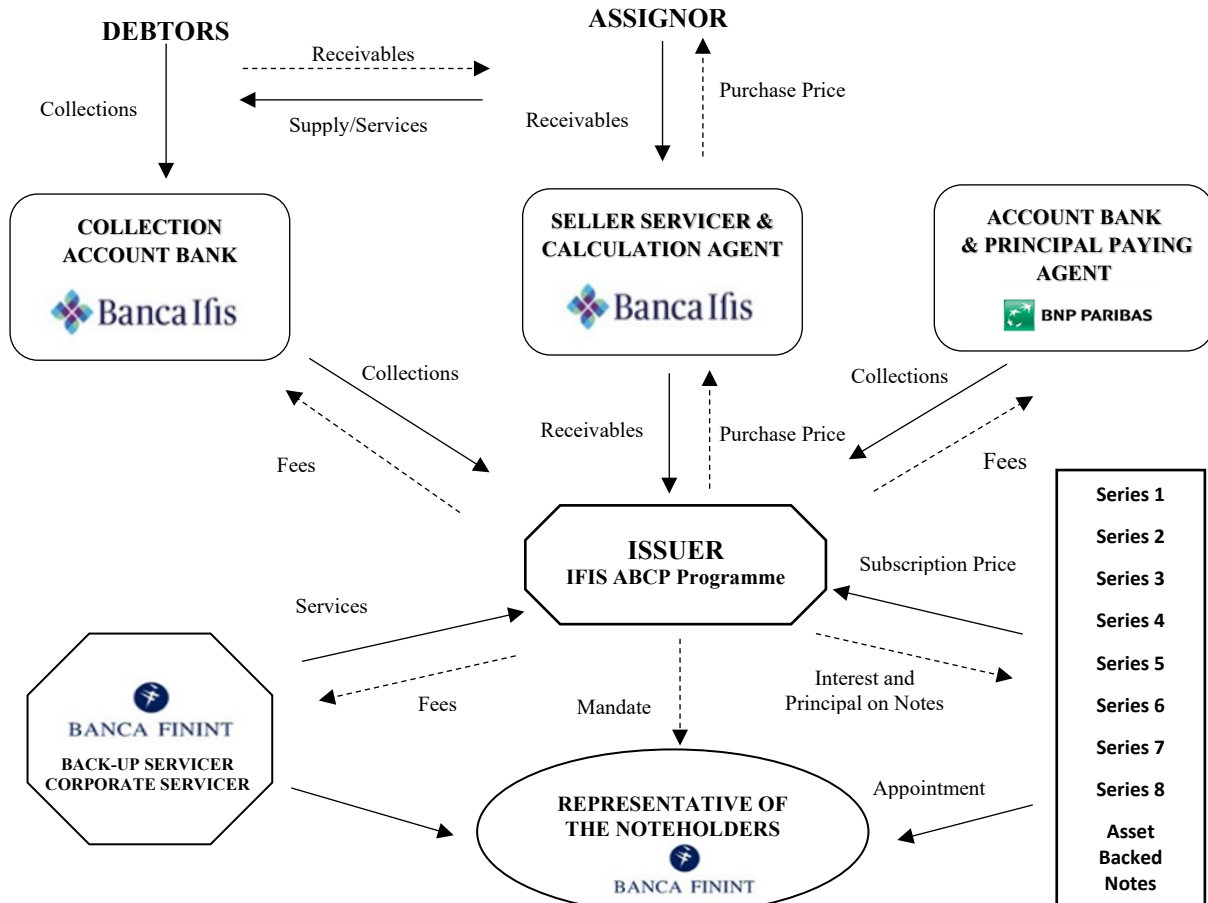 DEBTORS
ASSIGNOR
Receivables
Purchase Price
Collections
Supply/Services
Receivables
COLLECTION
ACCOUNT BANK
Banca Ifis
SELLER SERVICER &
CALCULATION AGENT
Banca Ifis
ACCOUNT BANK
& PRINCIPAL PAYING
AGENT
BNP PARIBAS
Collections
Fees
Receivables
Purchase Price
Collections
Fees
ISSUER
IFIS ABCP Programme
Subscription Price
Services
Fees
Mandate
Interest and
Principal on Notes
Appointment
BANCA FININT
BACK-UP SERVICER
CORPORATE SERVICER
REPRESENTATIVE OF
THE NOTEHOLDERS
BANCA FININT
Series 1
Series 2
Series 3
Series 4
Series 5
Series 6
Series 7
Series 8
Asset
Backed
Notes